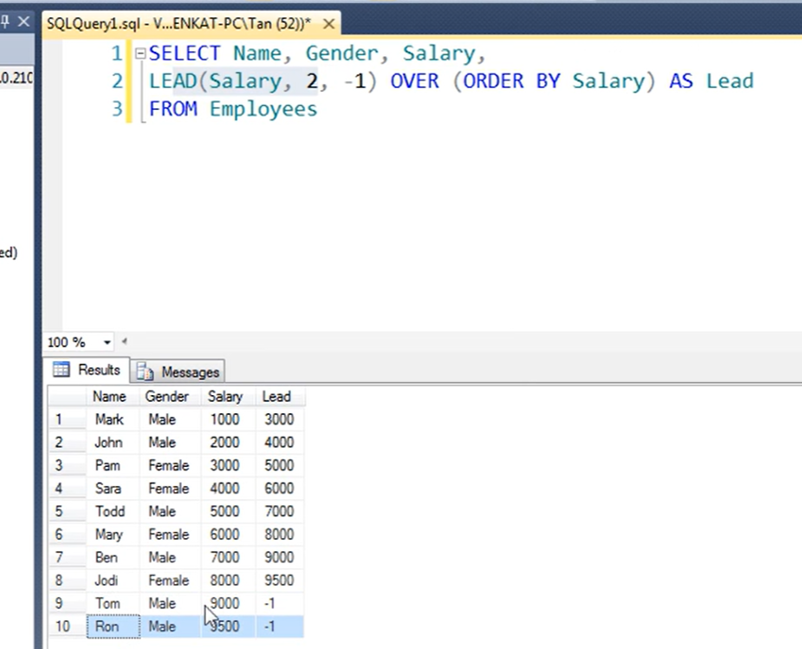 SQLQuery1.sql - V...ENKAT-PC\Tan (52))*
.0.210
1 SELECT Name, Gender, Salary,
2 LEAD(Salary, 2, -1) OVER (ORDER BY Salary) AS Lead
3 FROM Employees
ed)
100 %
Results Messages
Name Gender Salary Lead
1 Mark Male 1000 3000
2 John Male 2000 4000
3 Pam Female 3000 5000
4 Sara Female 4000 6000
5 Todd Male 5000 7000
6 Mary Female 6000 8000
7 Ben Male 7000 9000
8 Jodi Female 8000 9500
9 Tom Male 9000 -1
10 Ron Male 9500 -1